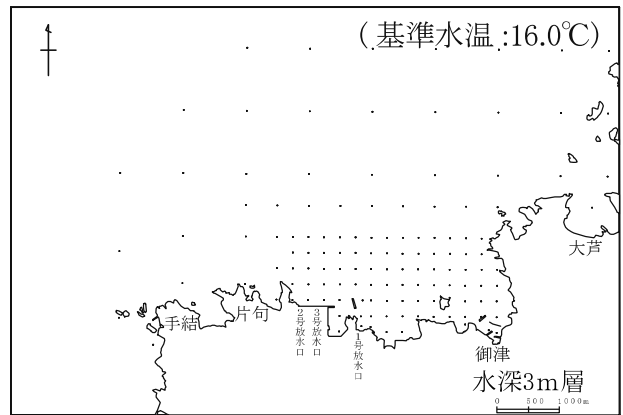 (基準水温:16.0℃)
大芦
手結
片句
2号放水口
3号放水口
1号放水口
御津
水深3m層
0 500 1000m